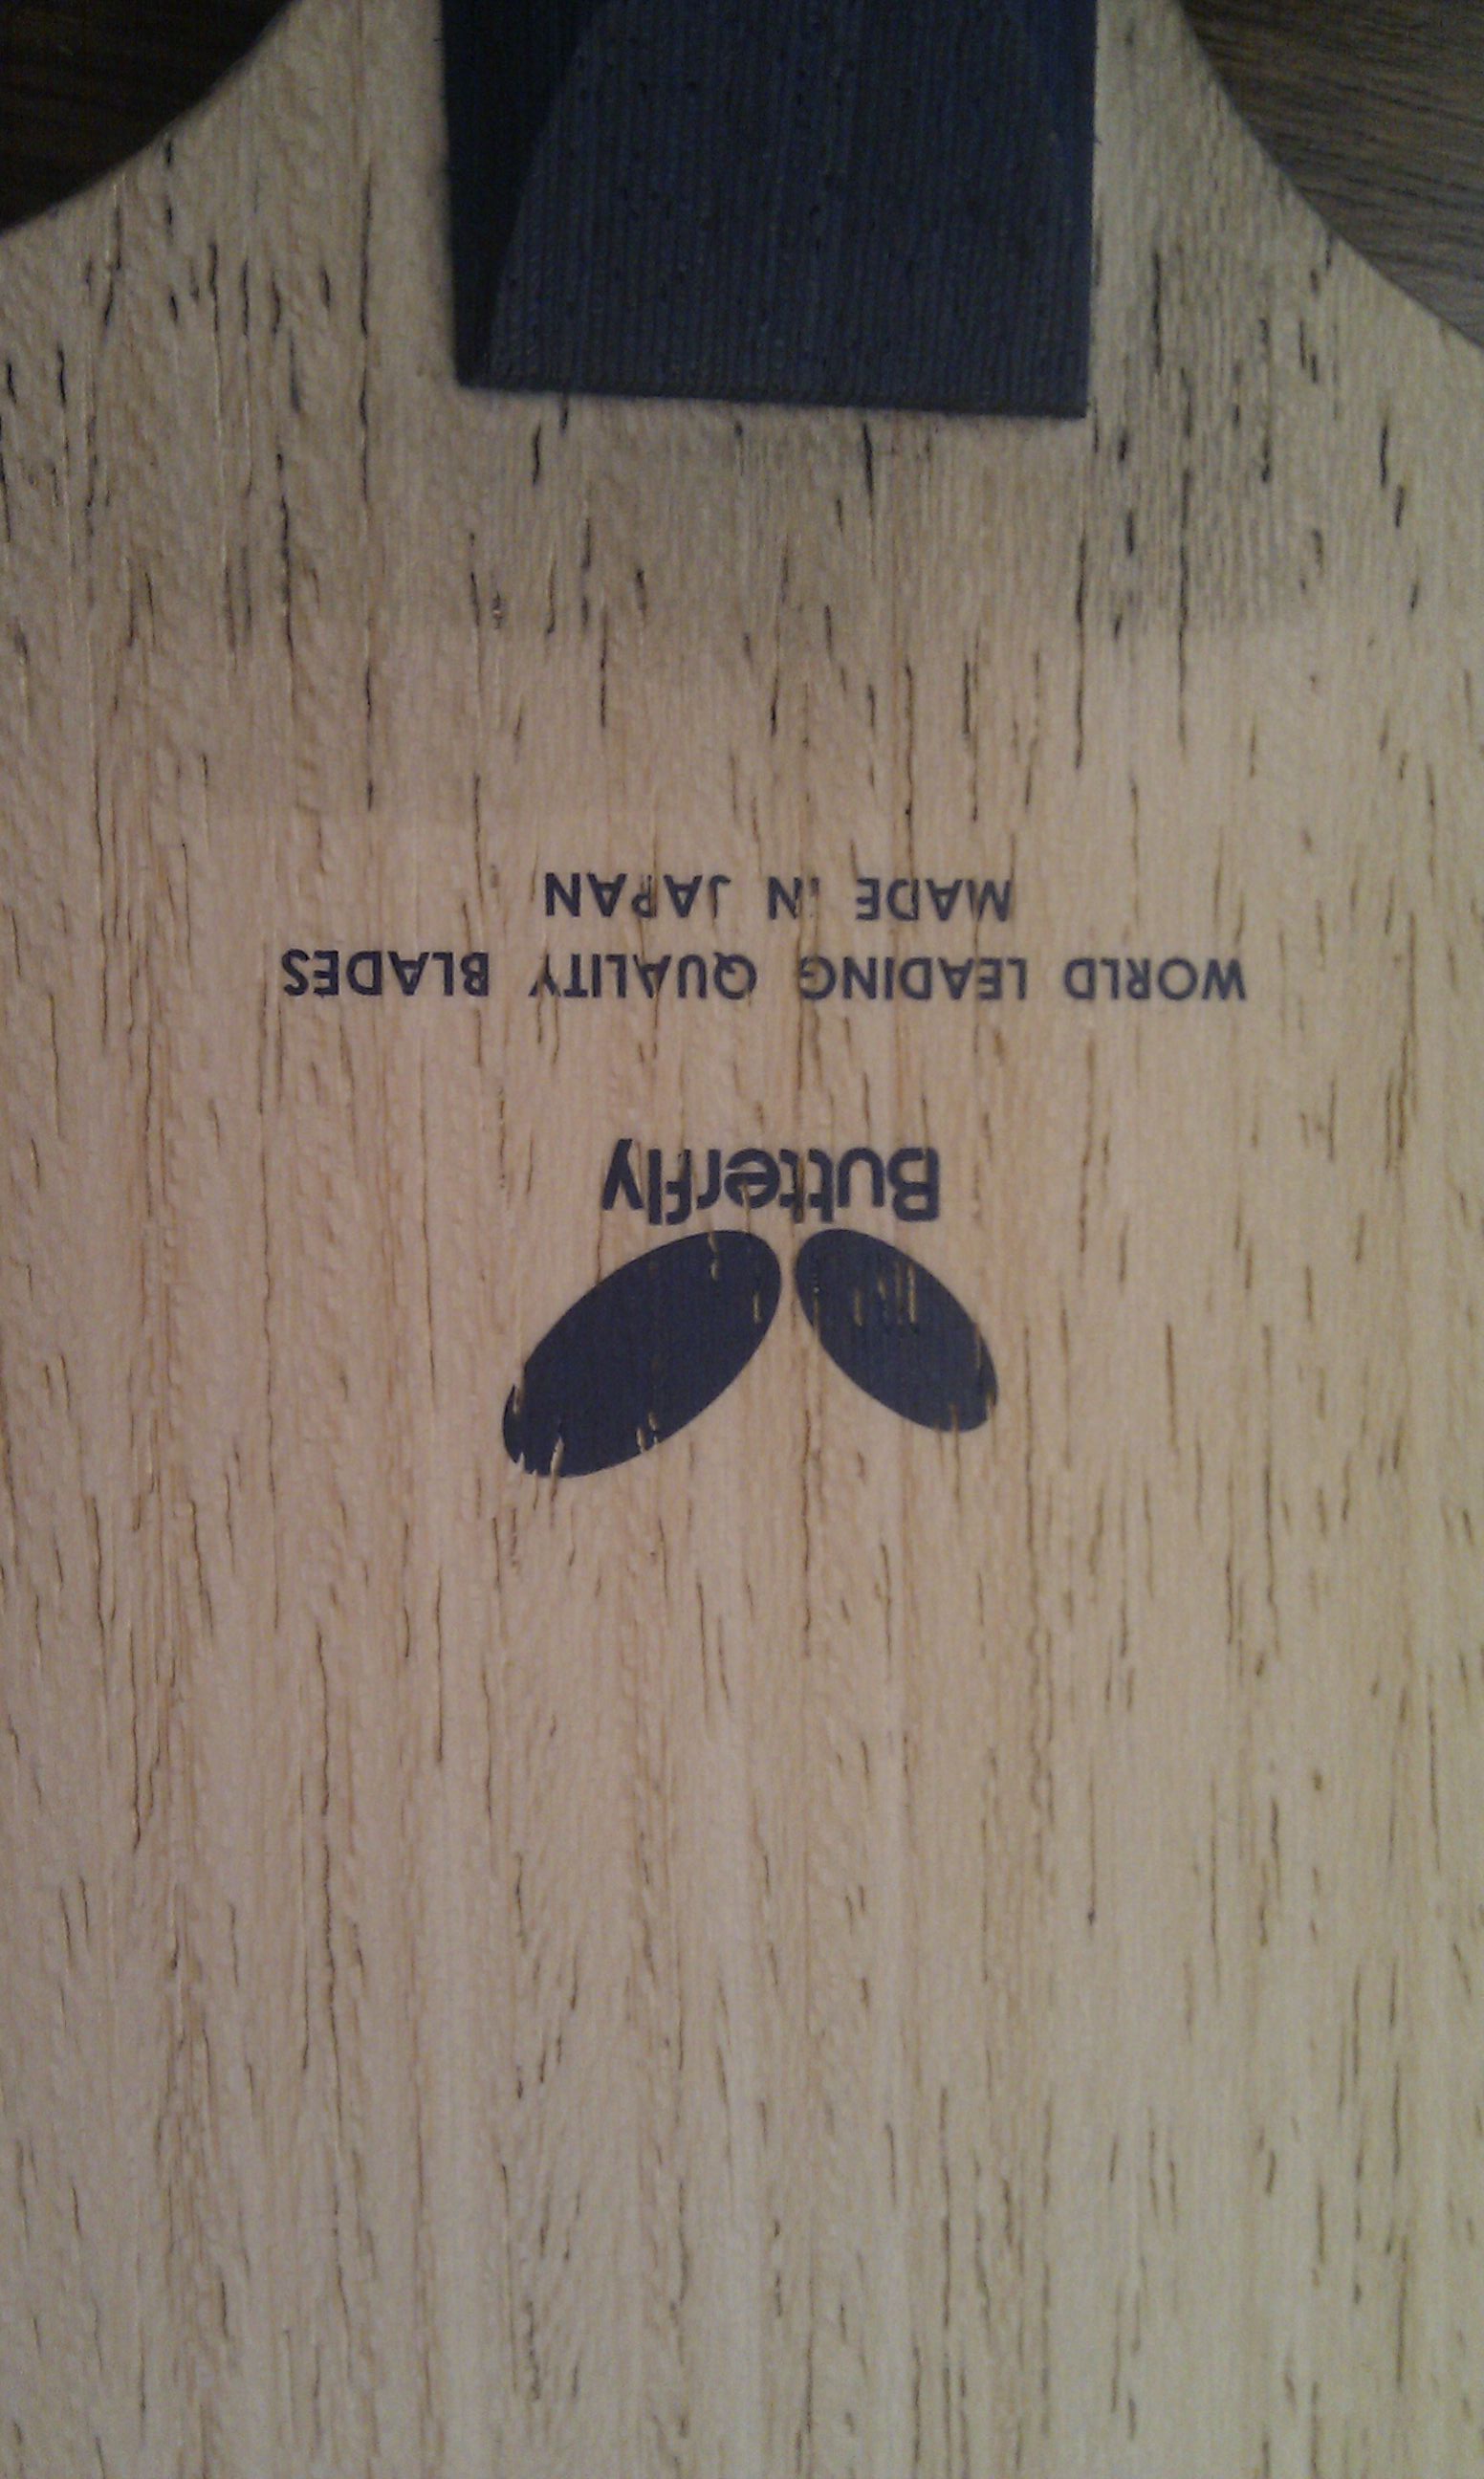 Butterfly
WORLD LEADING QUALITY BLADES
MADE IN JAPAN